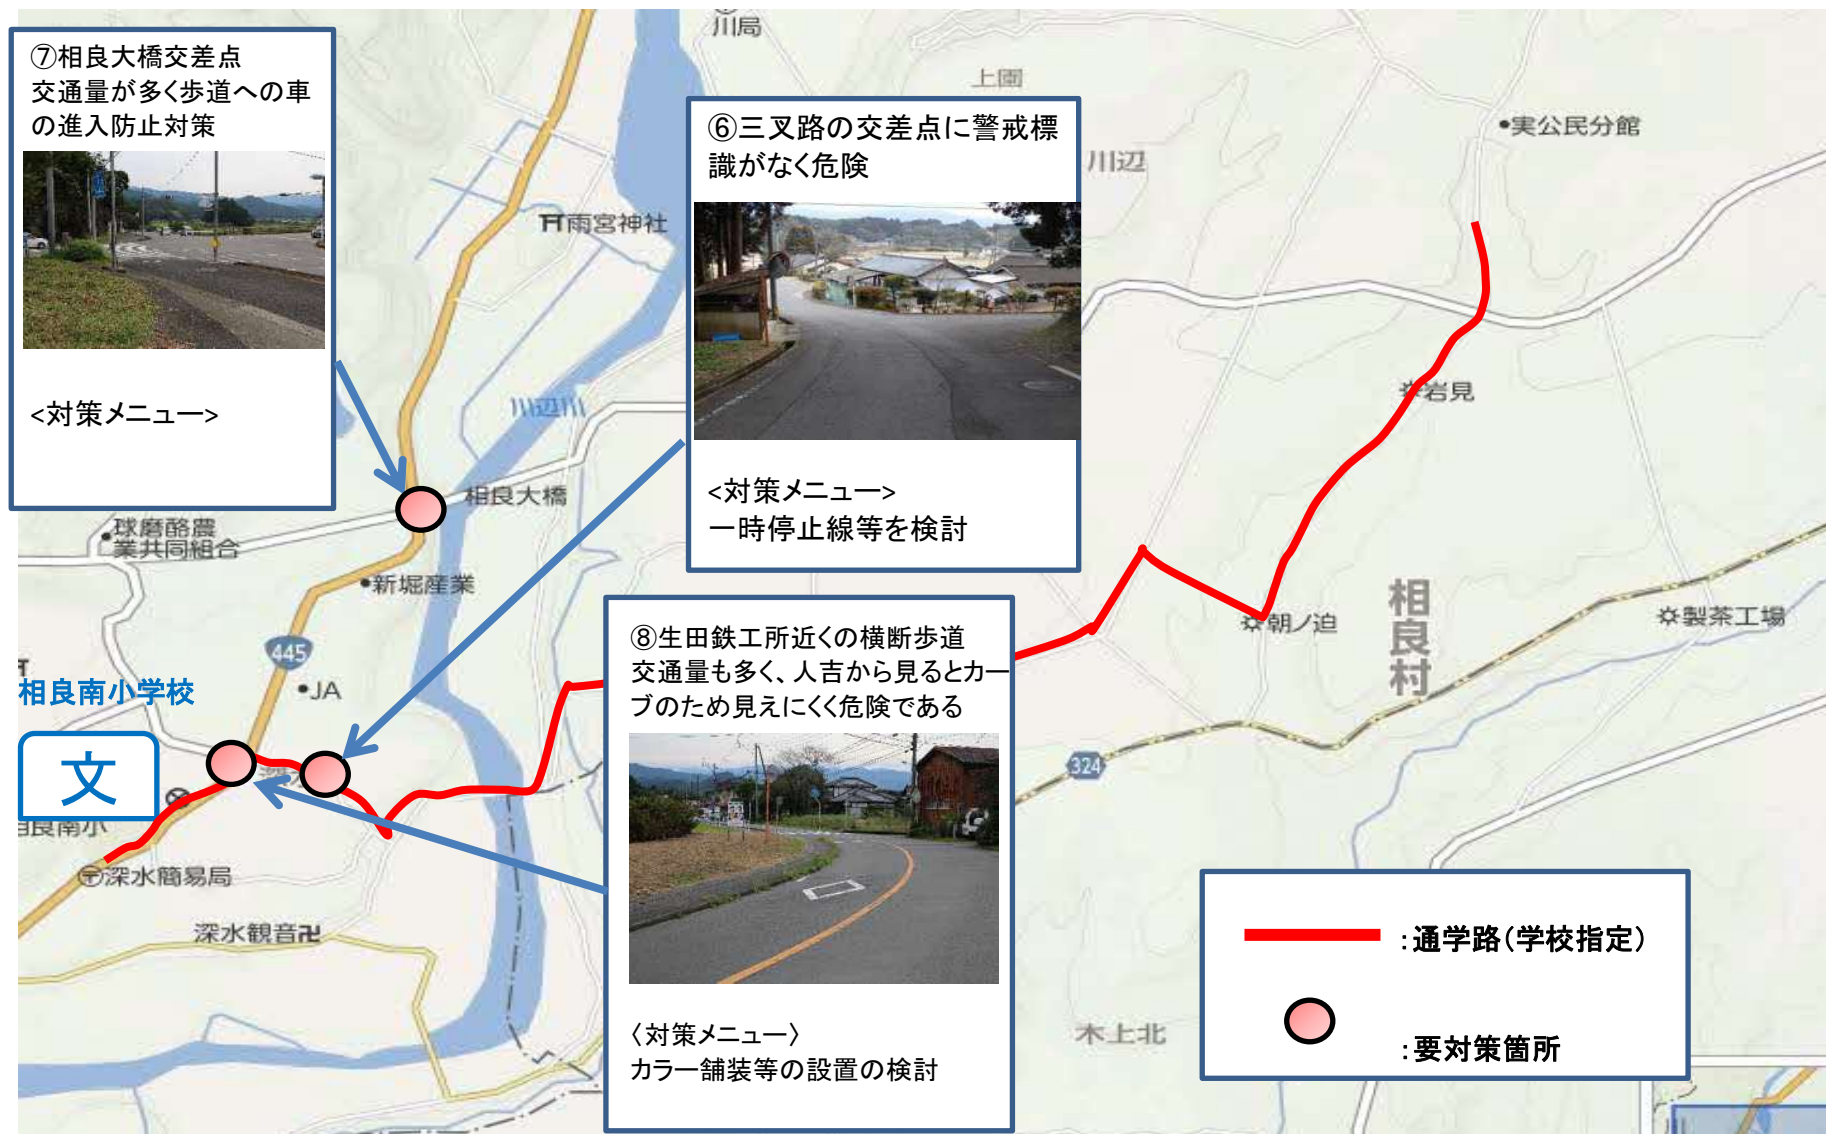 ⑦相良大橋交差点
交通量が多く歩道への車
の進入防止対策
<対策メニュー>
⑥三叉路の交差点に警戒標
識がなく危険
<対策メニュー>
一時停止線等を検討
⑧生田鉄工所近くの横断歩道
交通量も多く、人吉から見るとカー
ブのため見えにくく危険である
〈対策メニュー〉
カラー舗装等の設置の検討
川局
上園
川辺
•実公民分館
雨宮神社
川辺川
相良大橋
球磨酪農
業共同組合
•新堀産業
445
•JA
相良南小学校
文
良南小
深水簡易局
深水観音卍
岩見
朝ノ迫
相良村
製茶工場
324
木上北
:通学路(学校指定)
:要対策箇所